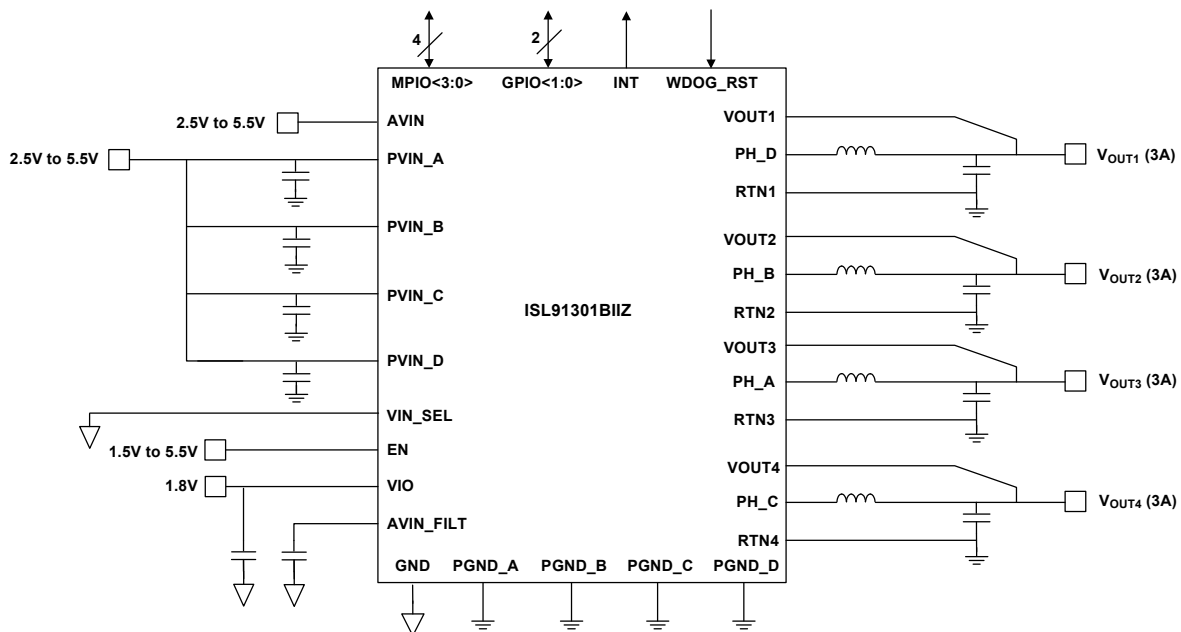 4
2
MPIO<3:0>
GPIO<1:0>
INT
WDOG_RST
2.5V to 5.5V
AVIN
VOUT1
2.5V to 5.5V
PVIN_A
PH_D
VOUT1 (3A)
RTN1
PVIN_B
VOUT2
PH_B
VOUT2 (3A)
PVIN_C
ISL91301BIIZ
RTN2
VOUT3
PVIN_D
PH_A
VOUT3 (3A)
VIN_SEL
RTN3
1.5V to 5.5V
EN
VOUT4
1.8V
VIO
PH_C
VOUT4 (3A)
AVIN_FILT
RTN4
GND
PGND_A
PGND_B
PGND_C
PGND_D